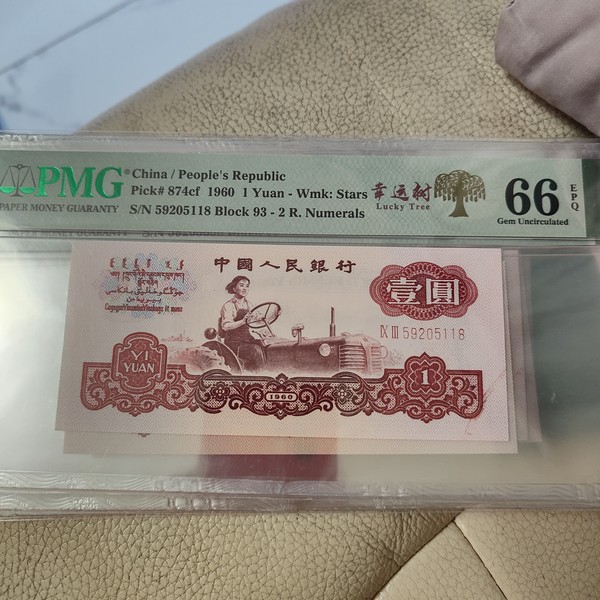 PMG®
PAPER MONEY GUARANTY
China / People's Republic
Pick# 874cf 1960 1 Yuan - Wmk: Stars
S/N 59205118 Block 93 - 2 R. Numerals
幸运树
Lucky Tree
66
EPQ
Gem Uncirculated
中國人民銀行
壹圓
ⅨⅢ 59205118
YI
YUAN
1
1960